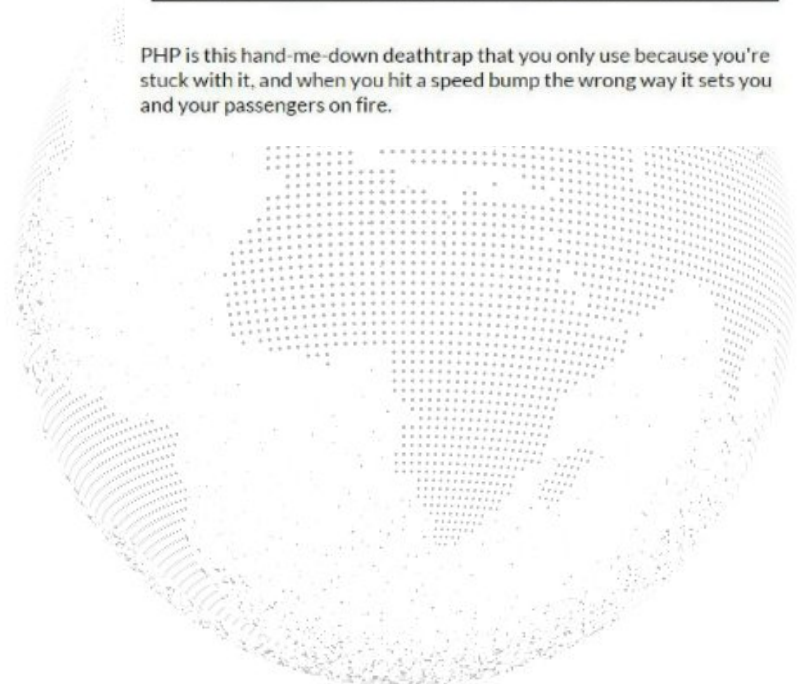 PHP is this hand-me-down deathtrap that you only use because you're
stuck with it, and when you hit a speed bump the wrong way it sets you
and your passengers on fire.